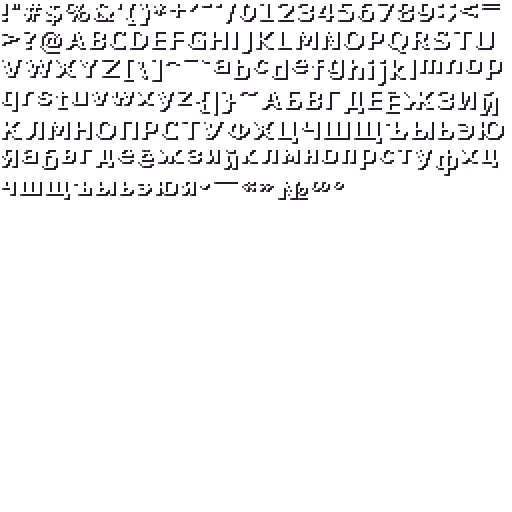 !"#$%&'()*+,-./0123456789:;<=
>?@ABCDEFGHIJKLMNOPQRSTU
VWXYZ[\]^_`abcdefghijklmnop
qrstuvwxyz{|}~АБВГДЕЁЖЗИЙ
КЛМНОПРСТУФХЦЧШЩЪЫЬЭЮ
Яабвгдеёжзийклмнопрстуфхц
чшщъыьэюя•—«»№